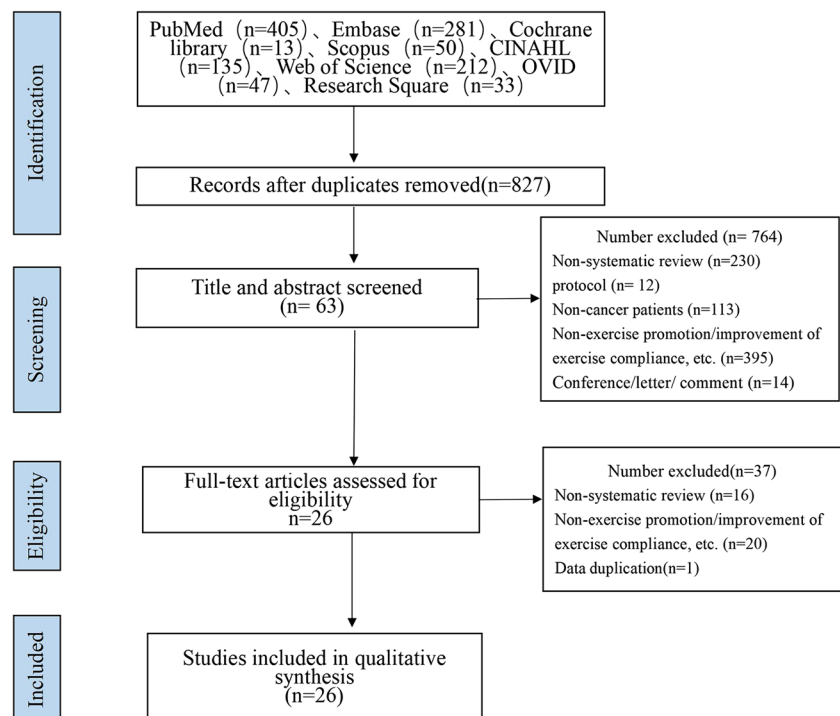 Identification
PubMed（n=405）、Embase（n=281）、Cochrane
library（n=13）、Scopus（n=50）、CINAHL
（n=135）、Web of Science（n=212）、OVID
（n=47）、Research Square（n=33）
Records after duplicates removed(n=827)
Screening
Title and abstract screened
(n= 63)
Number excluded (n= 764)
Non-systematic review (n=230)
protocol (n= 12)
Non-cancer patients (n=113)
Non-exercise promotion/improvement of
exercise compliance, etc. (n=395)
Conference/letter/ comment (n=14)
Eligibility
Full-text articles assessed for
eligibility
n=26
Number excluded(n=37)
Non-systematic review (n=16)
Non-exercise promotion/improvement of
exercise compliance, etc. (n=20)
Data duplication(n=1)
Included
Studies included in qualitative
synthesis
(n=26)